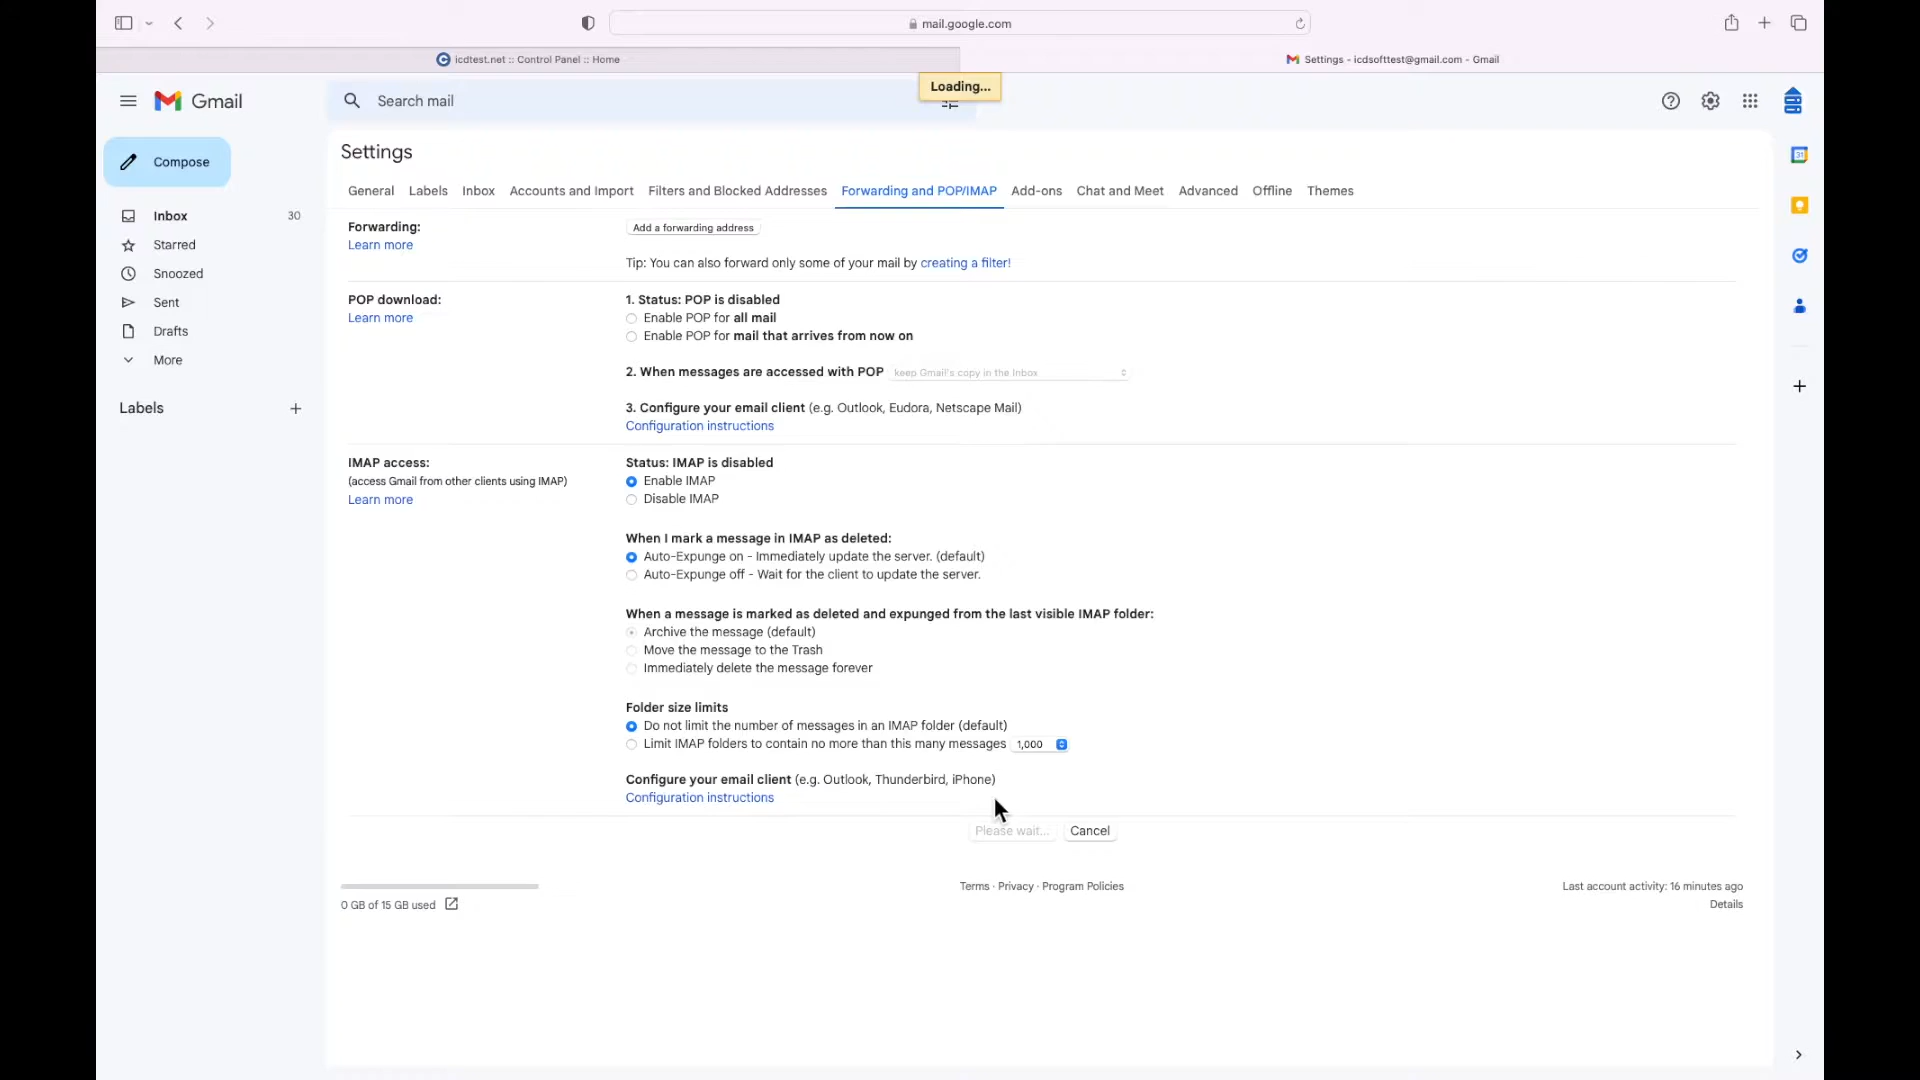 mail.google.com
icdtest.net :: Control Panel :: Home
Settings - icdsofttest@gmail.com - Gmail
Loading...
Gmail
Search mail
Compose
Inbox 30
Starred
Snoozed
Sent
Drafts
More
Labels
31
Settings
General Labels Inbox Accounts and Import Filters and Blocked Addresses Forwarding and POP/IMAP Add-ons Chat and Meet Advanced Offline Themes
Forwarding:
Learn more
Add a forwarding address
Tip: You can also forward only some of your mail by creating a filter!
POP download:
Learn more
1. Status: POP is disabled
Enable POP for all mail
Enable POP for mail that arrives from now on
2. When messages are accessed with POP keep Gmail's copy in the Inbox
3. Configure your email client (e.g. Outlook, Eudora, Netscape Mail)
Configuration instructions
IMAP access:
(access Gmail from other clients using IMAP)
Learn more
Status: IMAP is disabled
Enable IMAP
Disable IMAP
When I mark a message in IMAP as deleted:
Auto-Expunge on - Immediately update the server. (default)
Auto-Expunge off - Wait for the client to update the server.
When a message is marked as deleted and expunged from the last visible IMAP folder:
Archive the message (default)
Move the message to the Trash
Immediately delete the message forever
Folder size limits
Do not limit the number of messages in an IMAP folder (default)
Limit IMAP folders to contain no more than this many messages 1,000
Configure your email client (e.g. Outlook, Thunderbird, iPhone)
Configuration instructions
Please wait... Cancel
0 GB of 15 GB used
Terms · Privacy · Program Policies
Last account activity: 16 minutes ago
Details